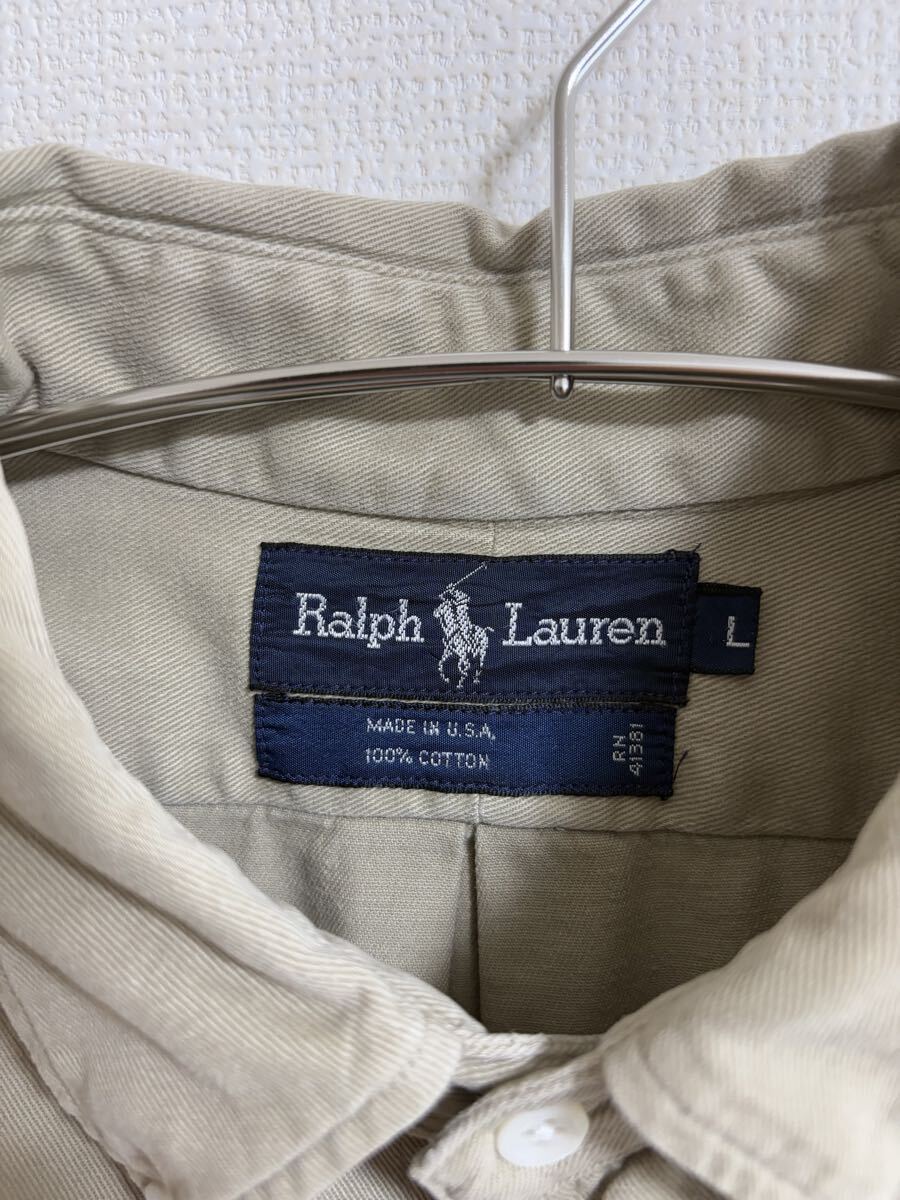 Ralph Lauren
L
MADE IN U.S.A.
100% COTTON
RN
41381